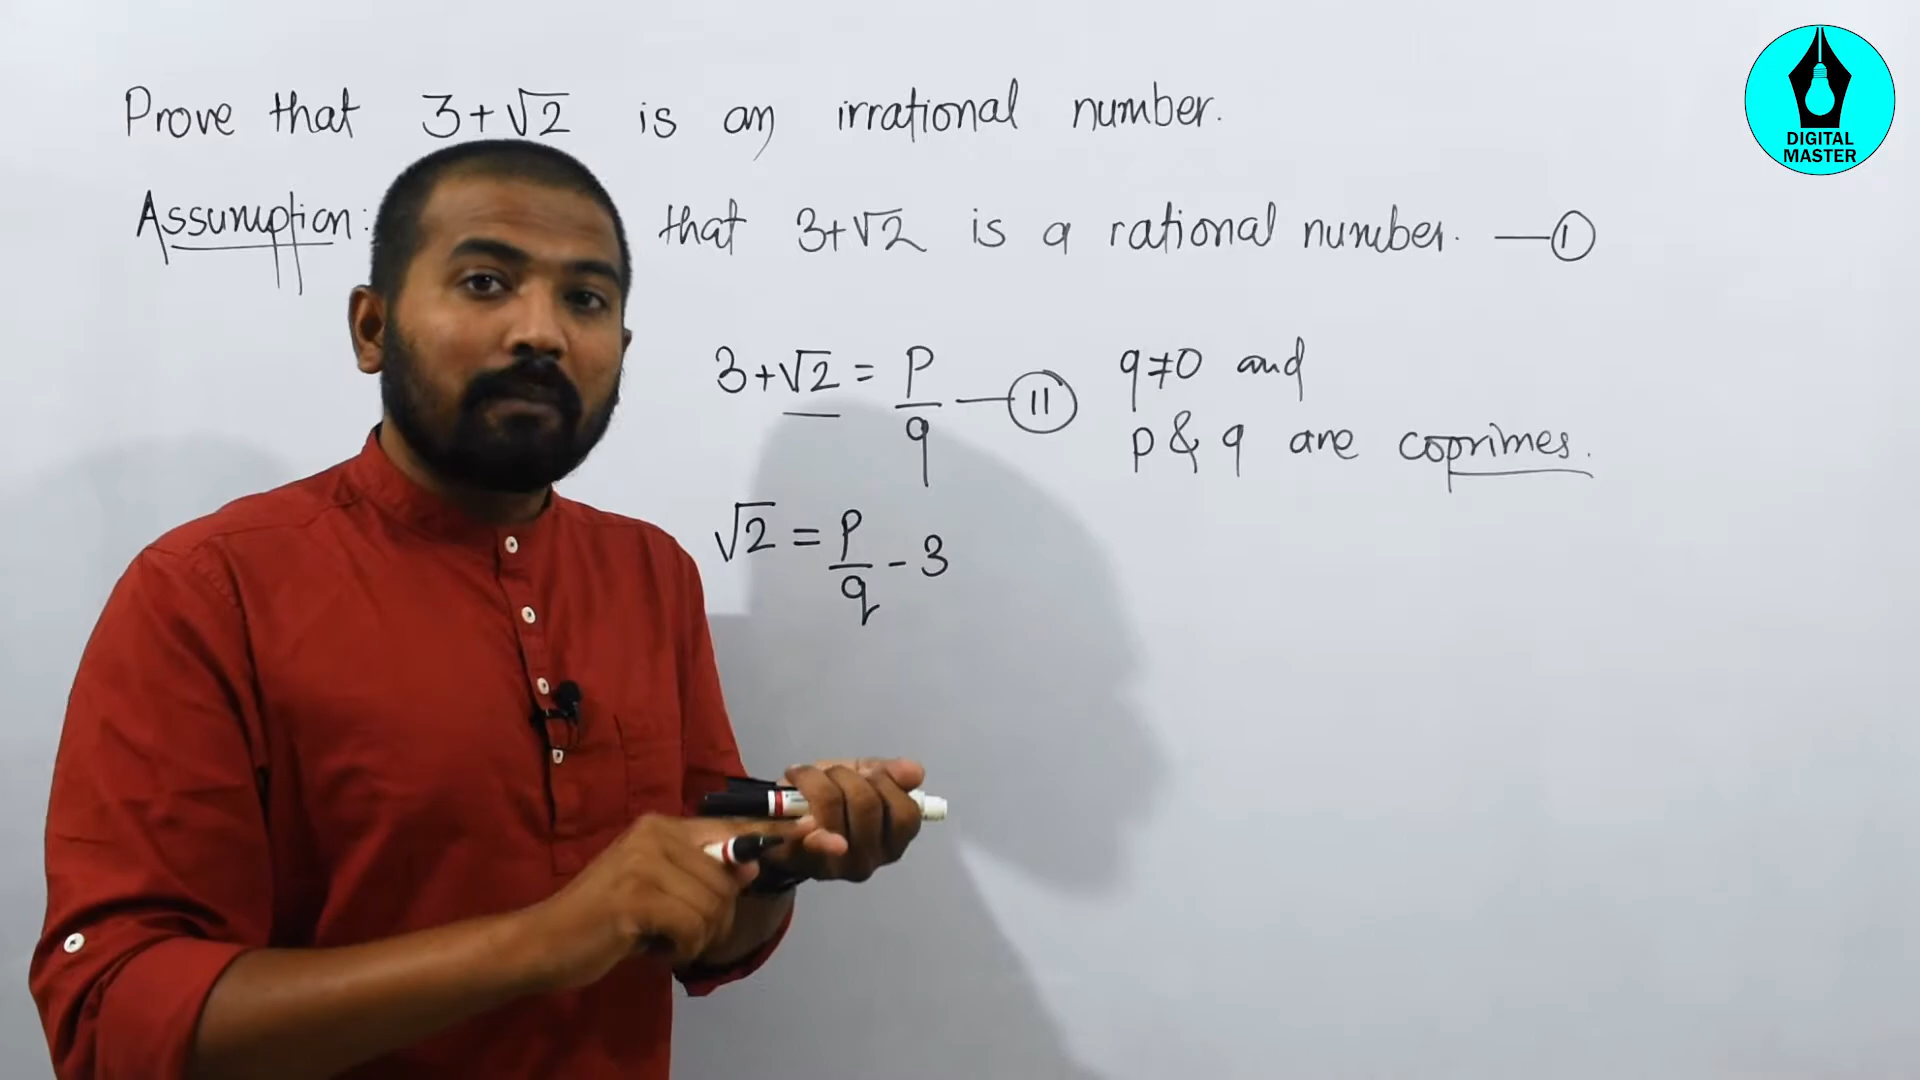 Prove that 3+√2 is an irrational number.
Assumption: that 3+√2 is a rational number. —Ⓘ
3+√2 = p/q —(II) q≠0 and
p & q are coprimes.
√2 = p/q - 3
DIGITAL
MASTER